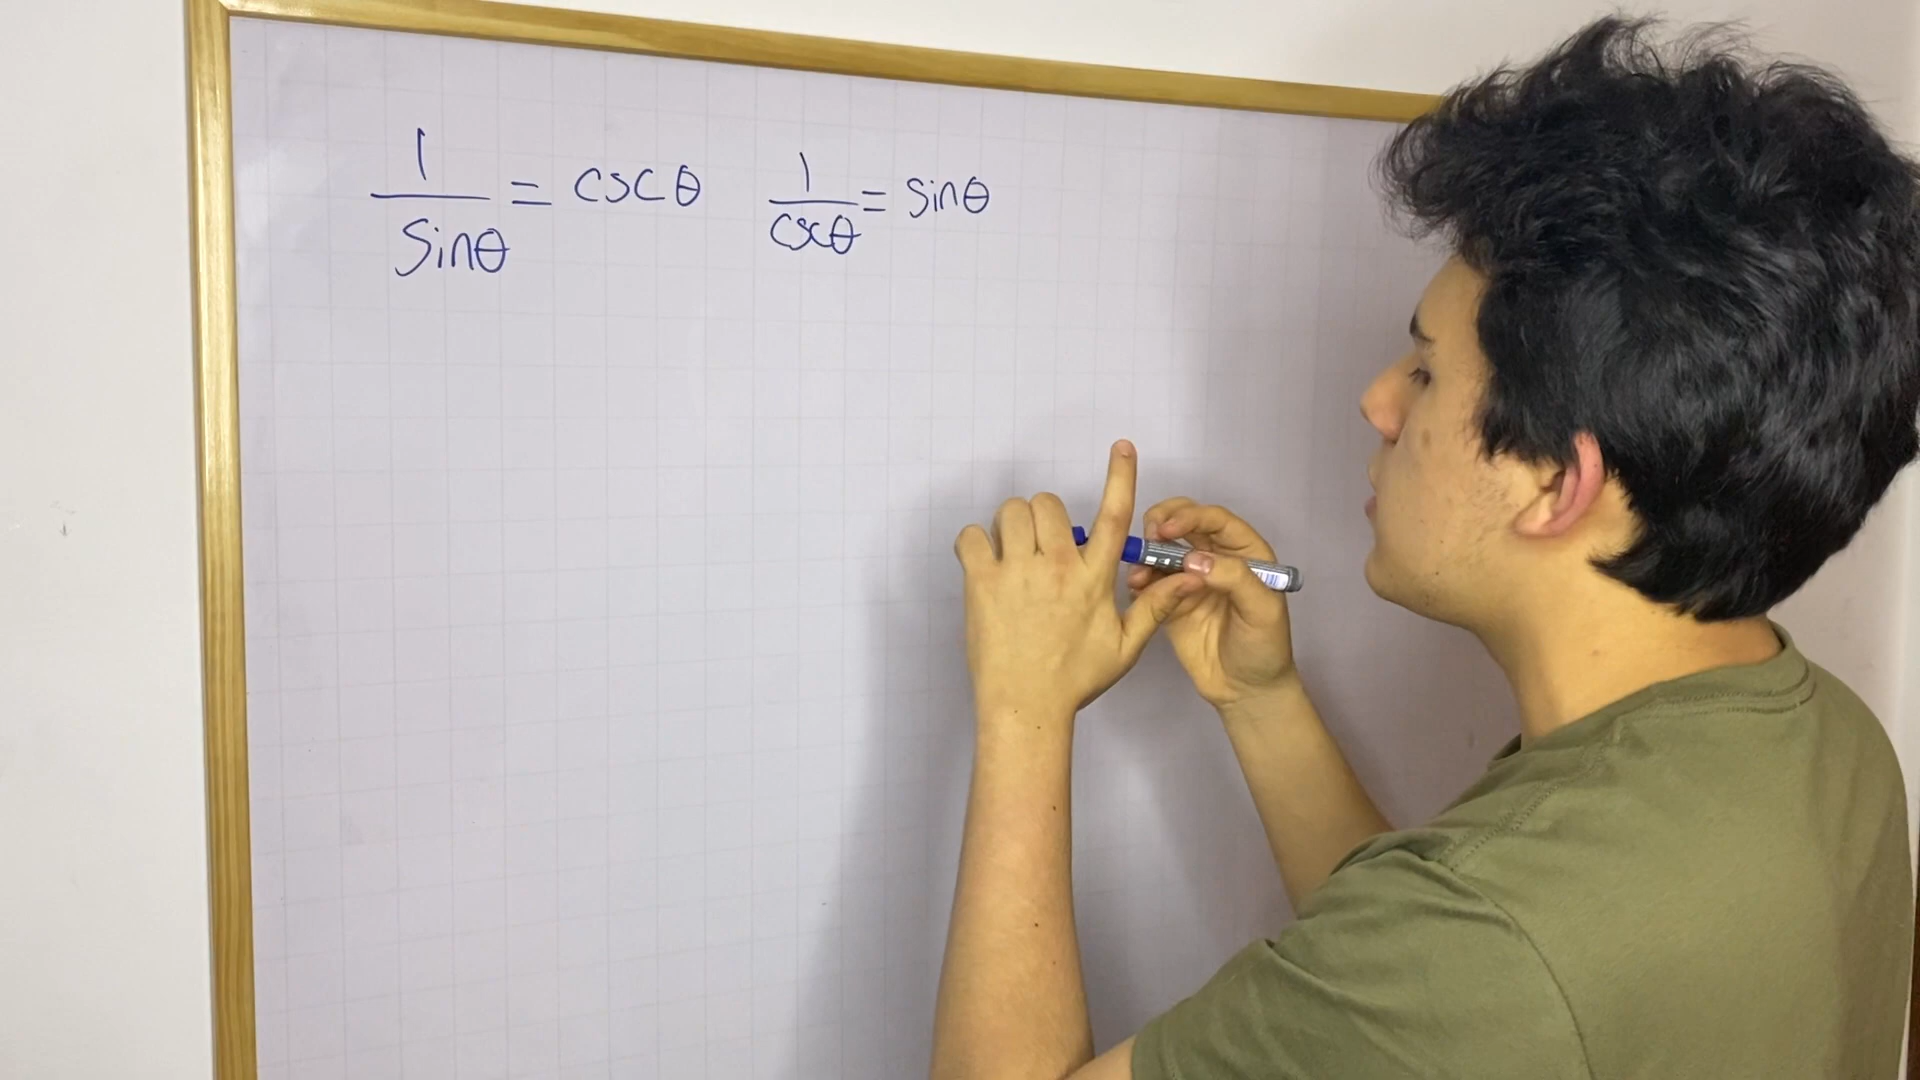 1/sinθ = cscθ 1/cscθ = sinθ